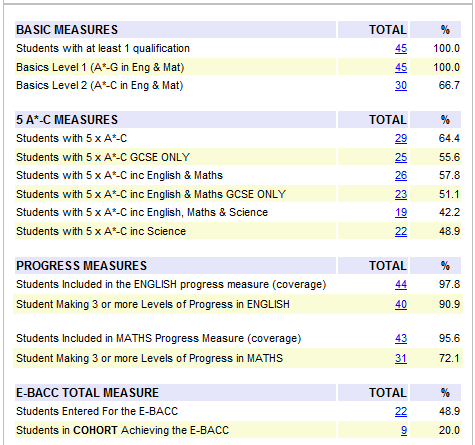 BASIC MEASURES TOTAL %
Students with at least 1 qualification 45 100.0
Basics Level 1 (A*-G in Eng & Mat) 45 100.0
Basics Level 2 (A*-C in Eng & Mat) 30 66.7
5 A*-C MEASURES TOTAL %
Students with 5 x A*-C 29 64.4
Students with 5 x A*-C GCSE ONLY 25 55.6
Students with 5 x A*-C inc English & Maths 26 57.8
Students with 5 x A*-C inc English & Maths GCSE ONLY 23 51.1
Students with 5 x A*-C inc English, Maths & Science 19 42.2
Students with 5 x A*-C inc Science 22 48.9
PROGRESS MEASURES TOTAL %
Students Included in the ENGLISH progress measure (coverage) 44 97.8
Student Making 3 or more Levels of Progress in ENGLISH 40 90.9
Students Included in MATHS Progress Measure (coverage) 43 95.6
Student Making 3 or more Levels of Progress in MATHS 31 72.1
E-BACC TOTAL MEASURE TOTAL %
Students Entered For the E-BACC 22 48.9
Students in COHORT Achieving the E-BACC 9 20.0